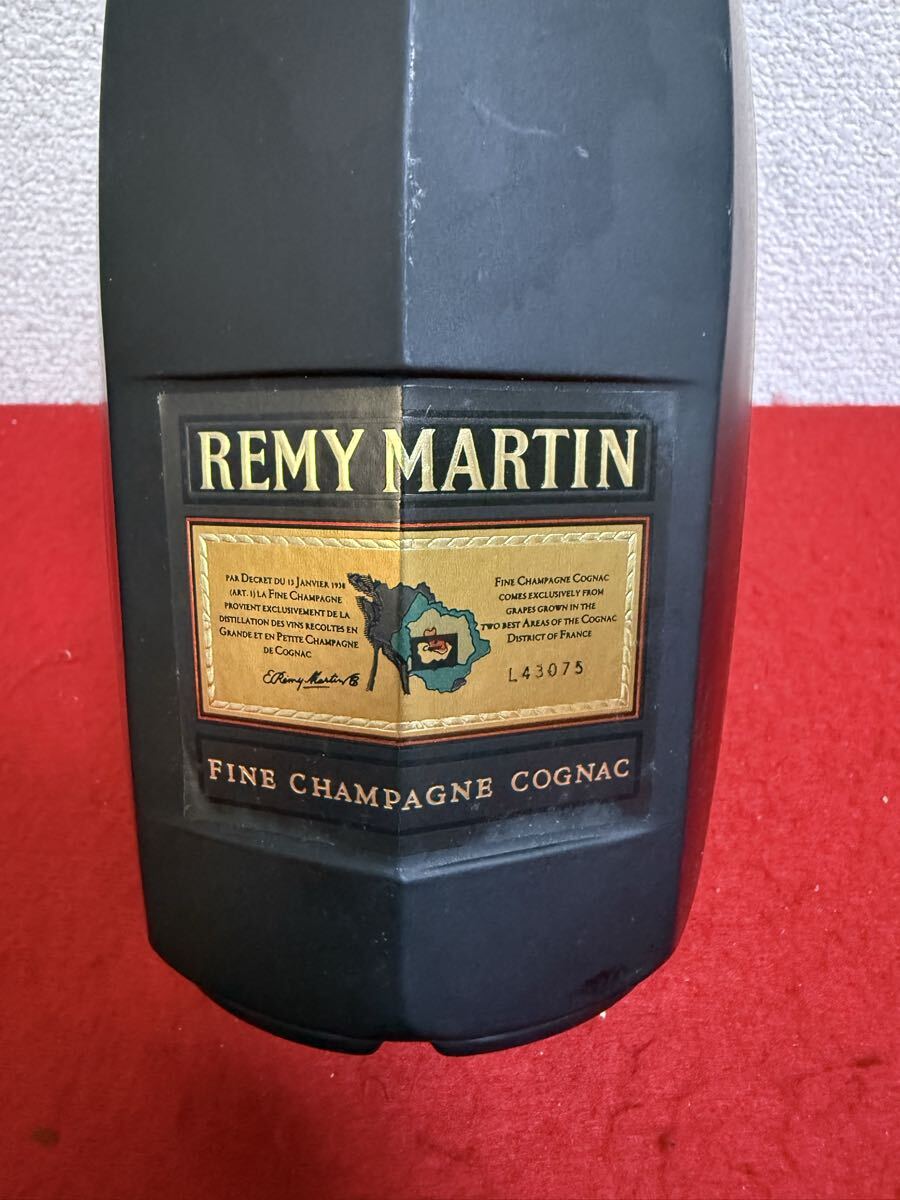 REMY MARTIN
PAR DECRET DU 13 JANVIER 1938
(ART. 1) LA FINE CHAMPAGNE
PROVIENT EXCLUSIVEMENT DE LA
DISTILLATION DES VINS RECOLTES EN
GRANDE ET EN PETITE CHAMPAGNE
DE COGNAC
E. Remy Martin
FINE CHAMPAGNE COGNAC
COMES EXCLUSIVELY FROM
GRAPES GROWN IN THE
TWO BEST AREAS OF THE COGNAC
DISTRICT OF FRANCE
L43075
FINE CHAMPAGNE COGNAC